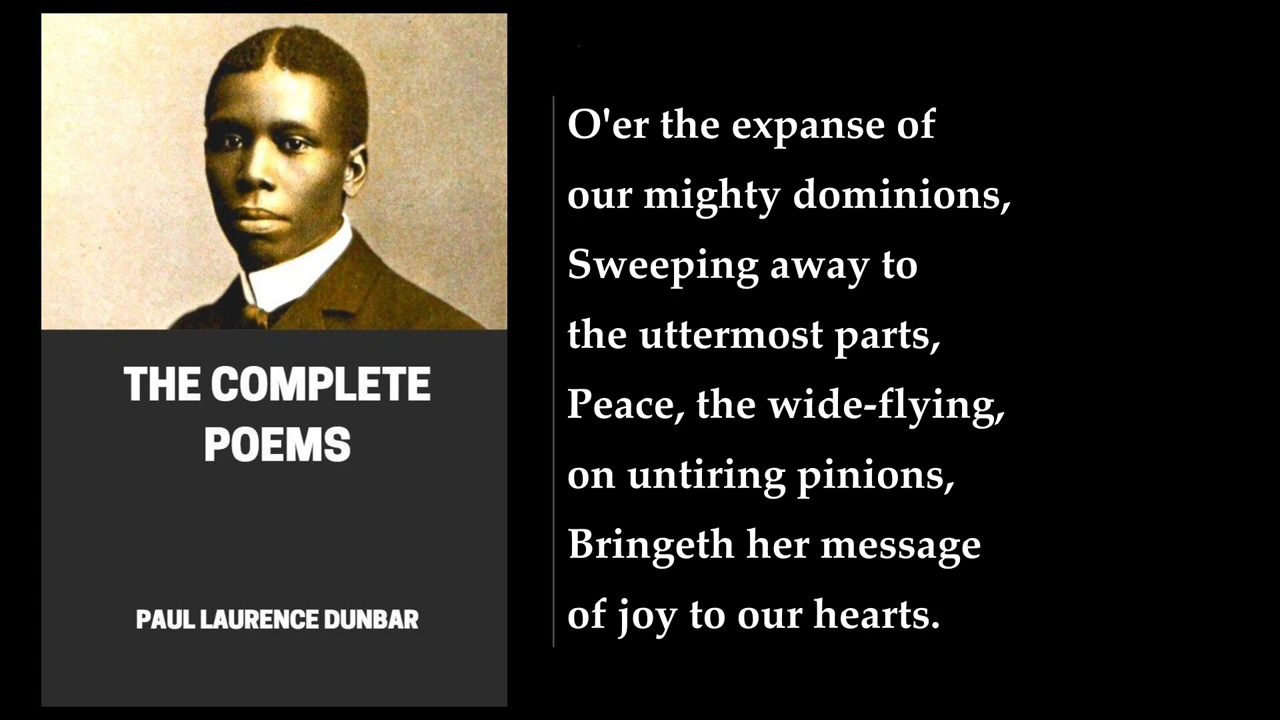 THE COMPLETE
POEMS
PAUL LAURENCE DUNBAR
O'er the expanse of
our mighty dominions,
Sweeping away to
the uttermost parts,
Peace, the wide-flying,
on untiring pinions,
Bringeth her message
of joy to our hearts.